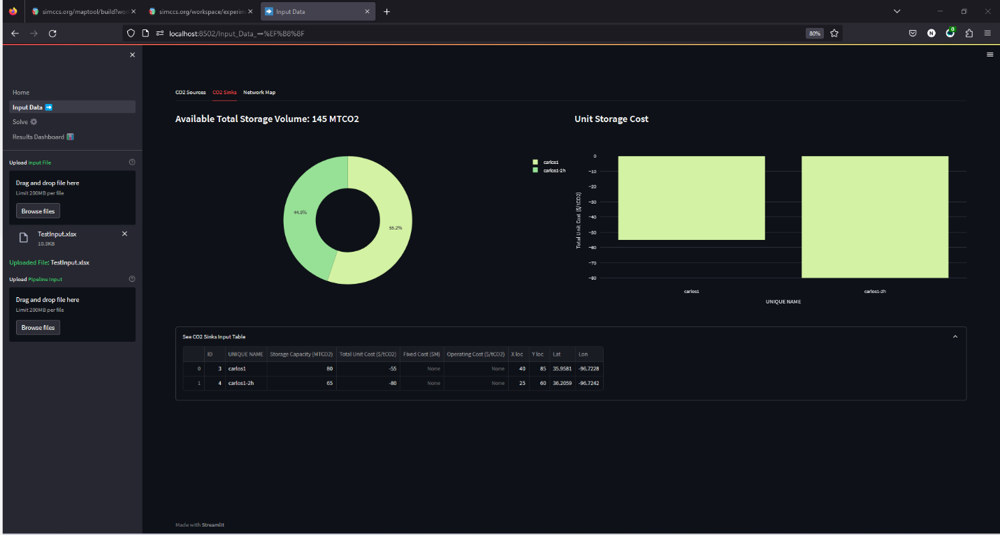 simccs.org/maptool/build?wo
simccs.org/workspace/experim
Input Data
localhost:8502/Input_Data_➡%EF%B8%8F
80%
N
0
Home
Input Data
Solve
Results Dashboard
Upload Input File
Drag and drop file here
Limit 200MB per file
Browse files
TestInput.xlsx
10.3KB
Uploaded File: TestInput.xlsx
Upload Pipeline Input
Drag and drop file here
Limit 200MB per file
Browse files
CO2 Sources CO2 Sinks Network Map
Available Total Storage Volume: 145 MTCO2
44.8%
55.2%
carlos1
carlos1-2h
Unit Storage Cost
Total Unit Cost ($/tCO2)
0
−10
−20
−30
−40
−50
−60
−70
−80
carlos1 carlos1-2h
UNIQUE NAME
See CO2 Sinks Input Table
ID UNIQUE NAME Storage Capacity (MTCO2) Total Unit Cost ($/tCO2) Fixed Cost ($M) Operating Cost ($/tCO2) X loc Y loc Lat Lon
0 3 carlos1 80 -55 None None 40 85 35.9581 -96.7228
1 4 carlos1-2h 65 -80 None None 25 60 36.2059 -96.7242
Made with Streamlit